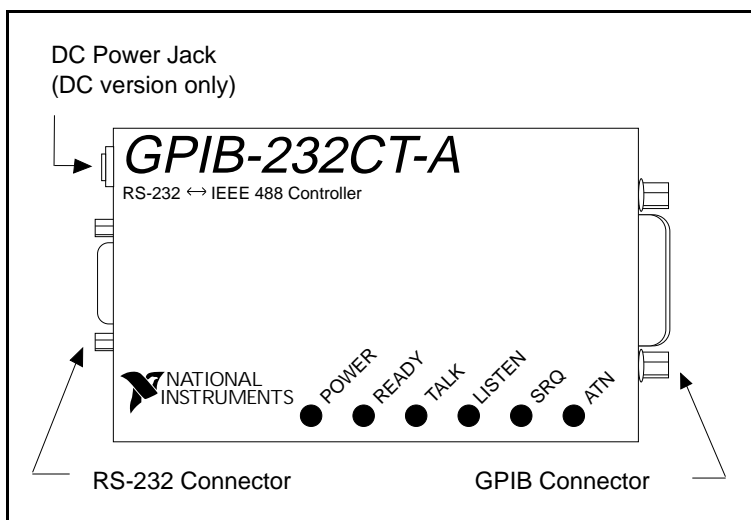 DC Power Jack
(DC version only)
GPIB-232CT-A
RS-232 ↔ IEEE 488 Controller
NATIONAL
INSTRUMENTS
POWER
READY
TALK
LISTEN
SRQ
ATN
RS-232 Connector
GPIB Connector